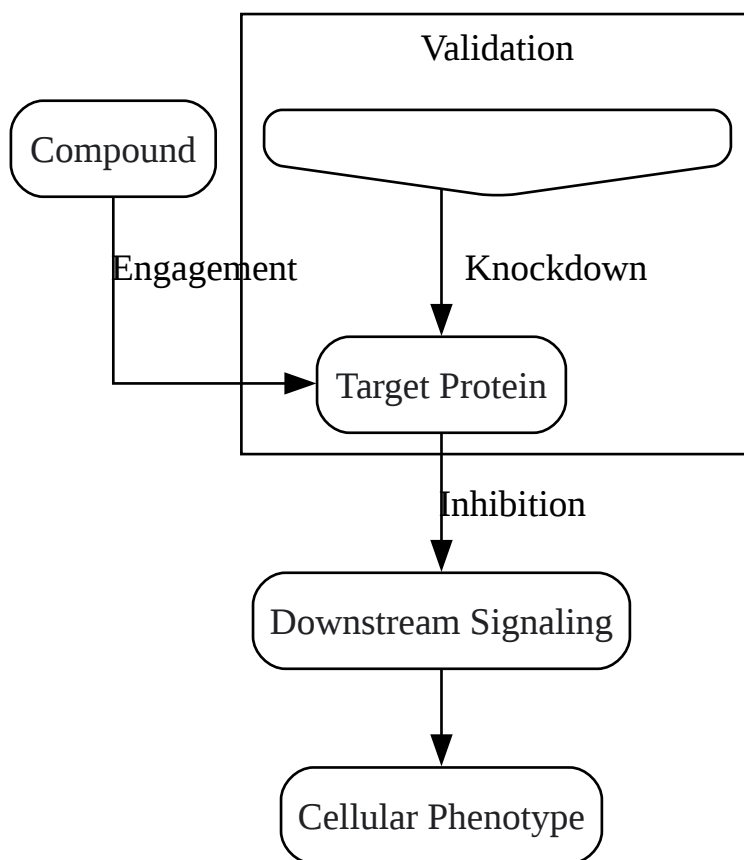 Validation
Compound
Engagement
Knockdown
Target Protein
Inhibition
Downstream Signaling
Cellular Phenotype